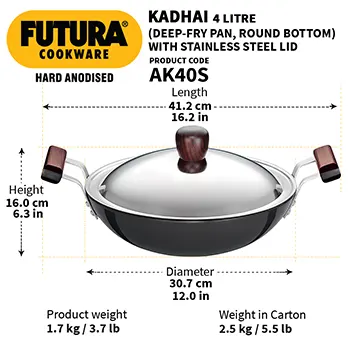 FUTURA®
COOKWARE
HARD ANODISED
KADHAI 4 LITRE
(DEEP-FRY PAN, ROUND BOTTOM)
WITH STAINLESS STEEL LID
PRODUCT CODE
AK40S
Length
41.2 cm
16.2 in
Height
16.0 cm
6.3 in
Diameter
30.7 cm
12.0 in
Product weight
1.7 kg / 3.7 lb
Weight in Carton
2.5 kg / 5.5 lb